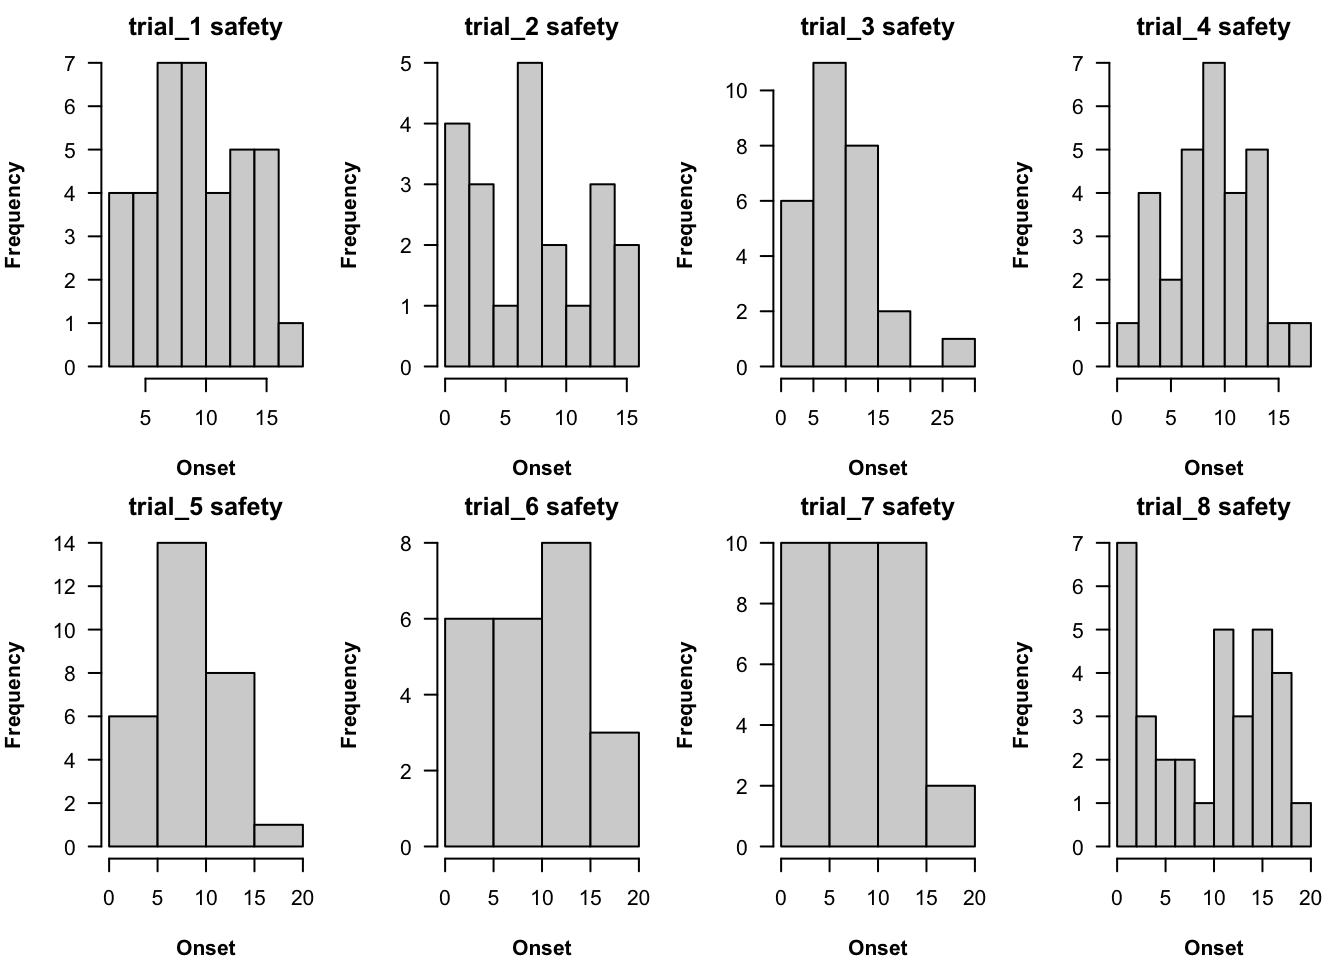 trial_1 safety
7
6
5
4
3
2
1
0
Frequency
5 10 15
Onset
trial_2 safety
5
4
3
2
1
0
Frequency
0 5 10 15
Onset
trial_3 safety
10
8
6
4
2
0
Frequency
0 5 15 25
Onset
trial_4 safety
7
6
5
4
3
2
1
0
Frequency
0 5 10 15
Onset
trial_5 safety
14
12
10
8
6
4
2
0
Frequency
0 5 10 15 20
Onset
trial_6 safety
8
6
4
2
0
Frequency
0 5 10 15 20
Onset
trial_7 safety
10
8
6
4
2
0
Frequency
0 5 10 15 20
Onset
trial_8 safety
7
6
5
4
3
2
1
0
Frequency
0 5 10 15 20
Onset